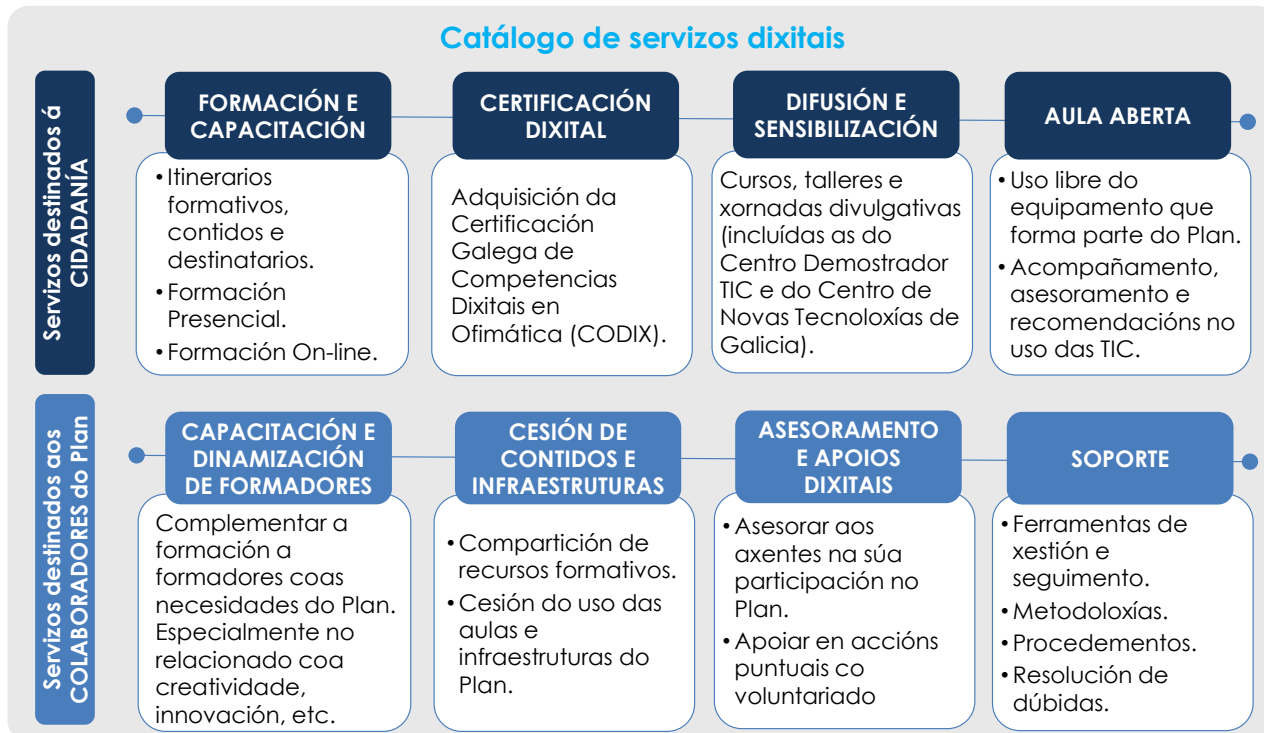 Catálogo de servizos dixitais
Servizos destinados á
CIDADANÍA
FORMACIÓN E
CAPACITACIÓN
• Itinerarios
formativos,
contidos e
destinatarios.
• Formación
Presencial.
• Formación On-line.
CERTIFICACIÓN
DIXITAL
Adquisición da
Certificación
Galega de
Competencias
Dixitais en
Ofimática (CODIX).
DIFUSIÓN E
SENSIBILIZACIÓN
Cursos, talleres e
xornadas divulgativas
(incluídas as do
Centro Demostrador
TIC e do Centro de
Novas Tecnoloxías de
Galicia).
AULA ABERTA
• Uso libre do
equipamento que
forma parte do Plan.
• Acompañamento,
asesoramento e
recomendacións no
uso das TIC.
Servizos destinados aos
COLABORADORES do Plan
CAPACITACIÓN E
DINAMIZACIÓN
DE FORMADORES
Complementar a
formación a
formadores coas
necesidades do Plan.
Especialmente no
relacionado coa
creatividade,
innovación, etc.
CESIÓN DE
CONTIDOS E
INFRAESTRUTURAS
• Compartición de
recursos formativos.
• Cesión do uso das
aulas e
infraestruturas do
Plan.
ASESORAMENTO
E APOIOS
DIXITAIS
• Asesorar aos
axentes na súa
participación no
Plan.
• Apoiar en accións
puntuais co
voluntariado
SOPORTE
• Ferramentas de
xestión e
seguimento.
• Metodoloxías.
• Procedementos.
• Resolución de
dúbidas.